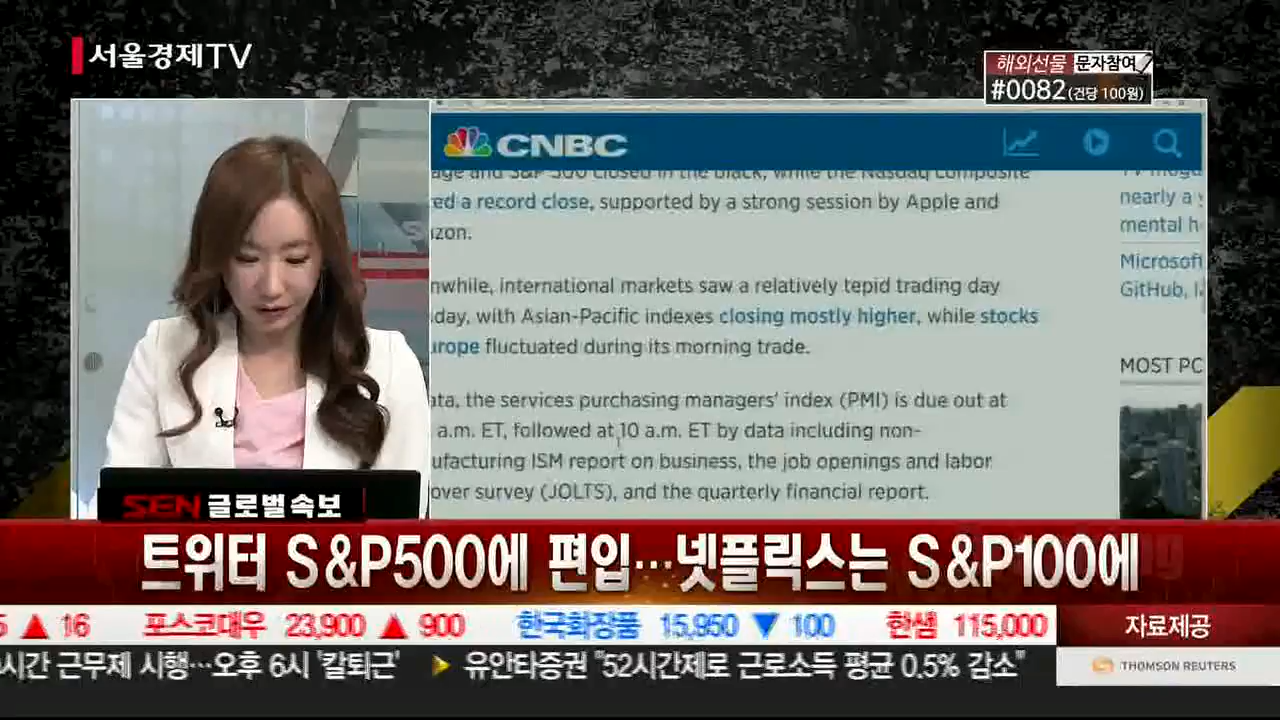 서울경제TV
해외선물 문자참여
#0082(건당 100원)
CNBC
age and S&P 500 closed in the black, while the Nasdaq Composite
ed a record close, supported by a strong session by Apple and
zon.
nwhile, international markets saw a relatively tepid trading day
day, with Asian-Pacific indexes closing mostly higher, while stocks
urope fluctuated during its morning trade.
ata, the services purchasing managers' index (PMI) is due out at
a.m. ET, followed at 10 a.m. ET by data including non-
ufacturing ISM report on business, the job openings and labor
over survey (JOLTS), and the quarterly financial report.
nearly a
mental h
Microsoft
GitHub,
MOST PO
SEN 글로벌속보
트위터 S&P500에 편입…넷플릭스는 S&P100에
5 ▲ 16 포스코대우 23,900 ▲ 900 한국화장품 15,950 ▼ 100 한샘 115,000
자료제공
시간 근무제 시행…오후 6시 '칼퇴근' ▶ 유안타증권 "52시간제로 근로소득 평균 0.5% 감소"
THOMSON REUTERS